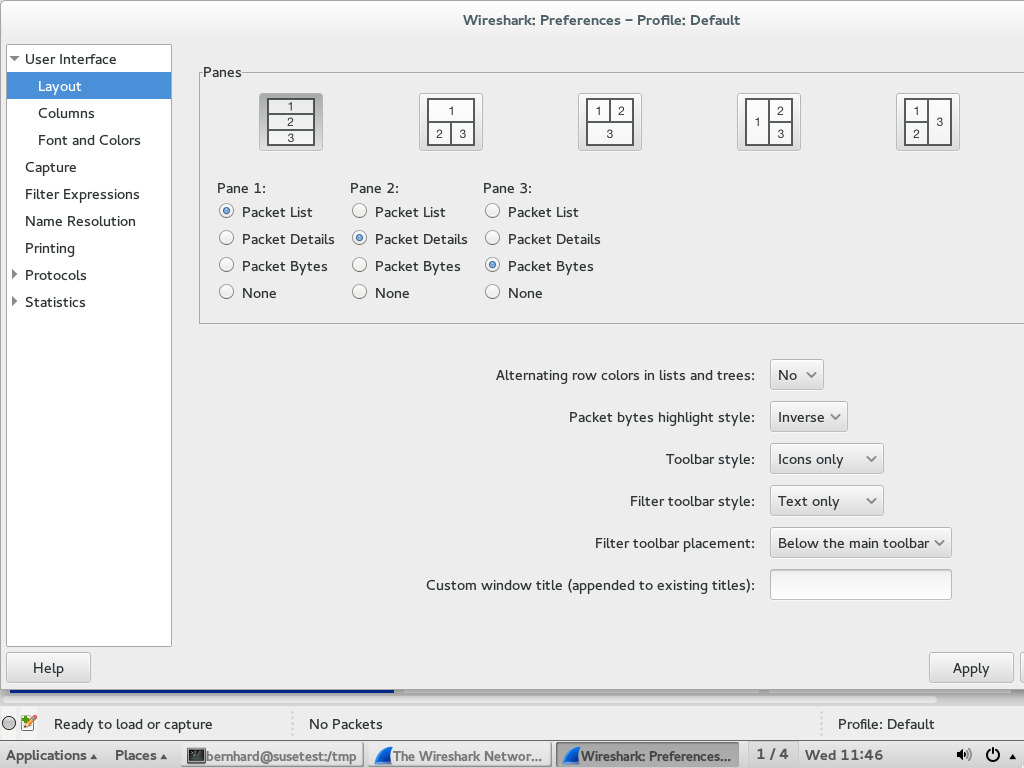 Wireshark: Preferences – Profile: Default
User Interface
Layout
Columns
Font and Colors
Capture
Filter Expressions
Name Resolution
Printing
Protocols
Statistics
Panes
1 2 3
1 2 3
1 2 3
1 2 3
1 2 3
Pane 1: Pane 2: Pane 3:
Packet List Packet List Packet List
Packet Details Packet Details Packet Details
Packet Bytes Packet Bytes Packet Bytes
None None None
Alternating row colors in lists and trees: No
Packet bytes highlight style: Inverse
Toolbar style: Icons only
Filter toolbar style: Text only
Filter toolbar placement: Below the main toolbar
Custom window title (appended to existing titles):
Help Apply
Ready to load or capture No Packets Profile: Default
Applications Places bernhard@susetest:/tmp The Wireshark Networ... Wireshark: Preferences... 1 / 4 Wed 11:46